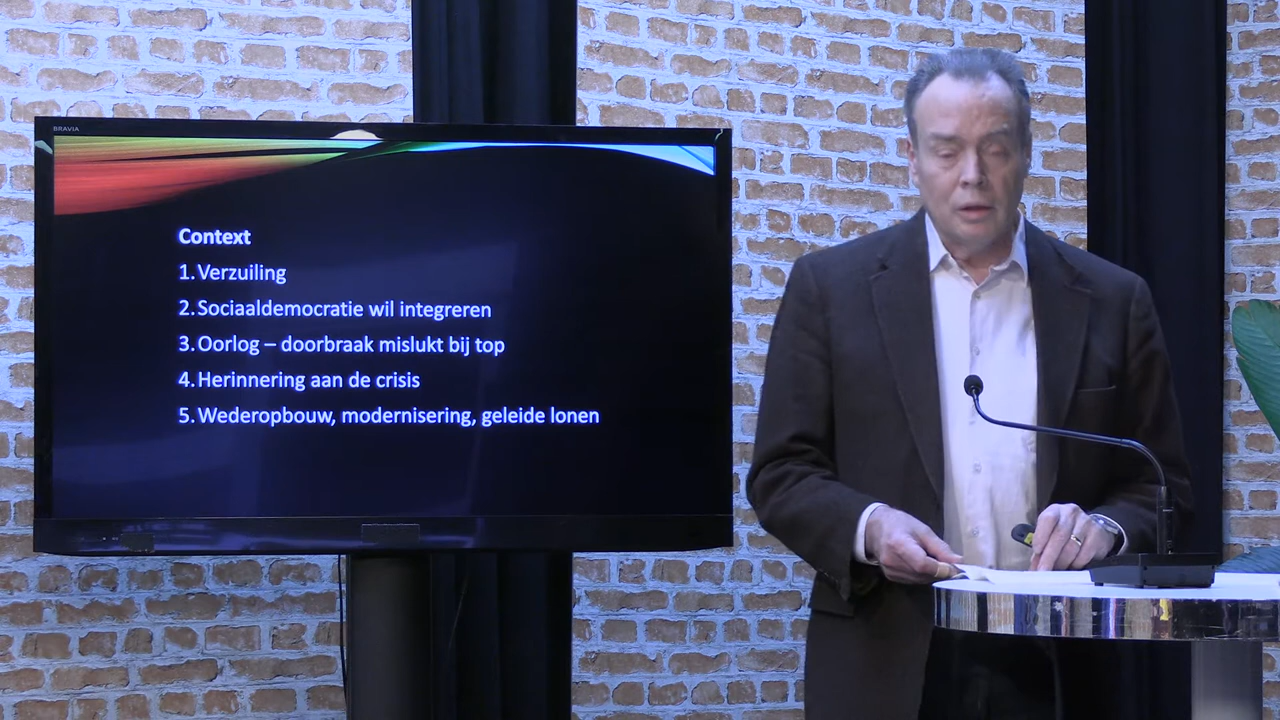 BRAVIA
Context
1. Verzuiling
2. Sociaaldemocratie wil integreren
3. Oorlog – doorbraak mislukt bij top
4. Herinnering aan de crisis
5. Wederopbouw, modernisering, geleide lonen